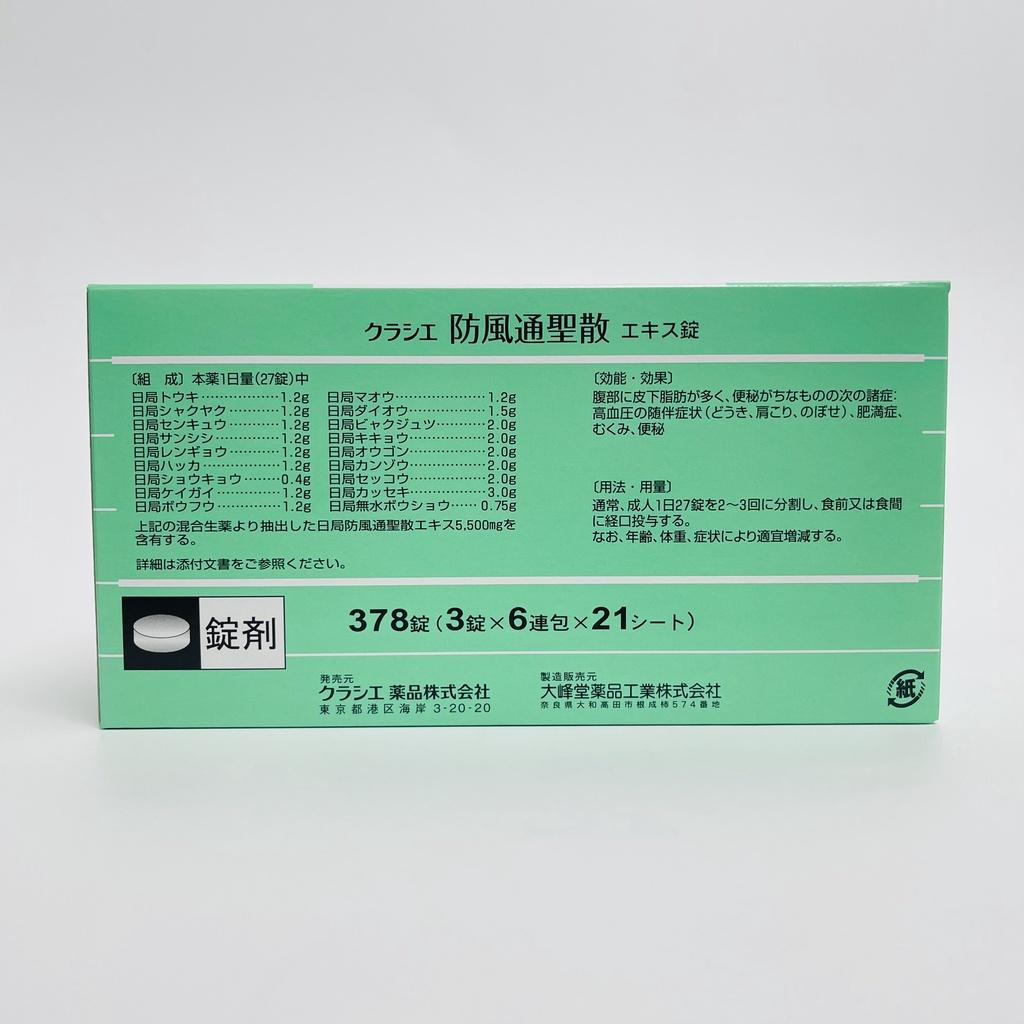 クラシエ 防風通聖散 エキス錠
〔組　成〕本薬1日量(27錠)中
日局トウキ…………1.2g
日局シャクヤク…………1.2g
日局センキュウ…………1.2g
日局サンシシ…………1.2g
日局レンギョウ…………1.2g
日局ハッカ…………1.2g
日局ショウキョウ…………0.4g
日局ケイガイ…………1.2g
日局ボウフウ…………1.2g
日局マオウ…………1.2g
日局ダイオウ…………1.5g
日局ビャクジュツ…………2.0g
日局キキョウ…………2.0g
日局オウゴン…………2.0g
日局カンゾウ…………2.0g
日局セッコウ…………2.0g
日局カッセキ…………3.0g
日局無水ボウショウ……0.75g
上記の混合生薬より抽出した日局防風通聖散エキス5,500mgを
含有する。
詳細は添付文書をご参照ください。
〔効能・効果〕
腹部に皮下脂肪が多く、便秘がちなものの次の諸症:
高血圧の随伴症状(どうき、肩こり、のぼせ)、肥満症、
むくみ、便秘
〔用法・用量〕
通常、成人1日27錠を2〜3回に分割し、食前又は食間
に経口投与する。
なお、年齢、体重、症状により適宜増減する。
錠剤
378錠(3錠×6連包×21シート)
発売元
クラシエ 薬品株式会社
東京都港区海岸 3-20-20
製造販売元
大峰堂薬品工業株式会社
奈良県大和高田市根成柿574番地
紙